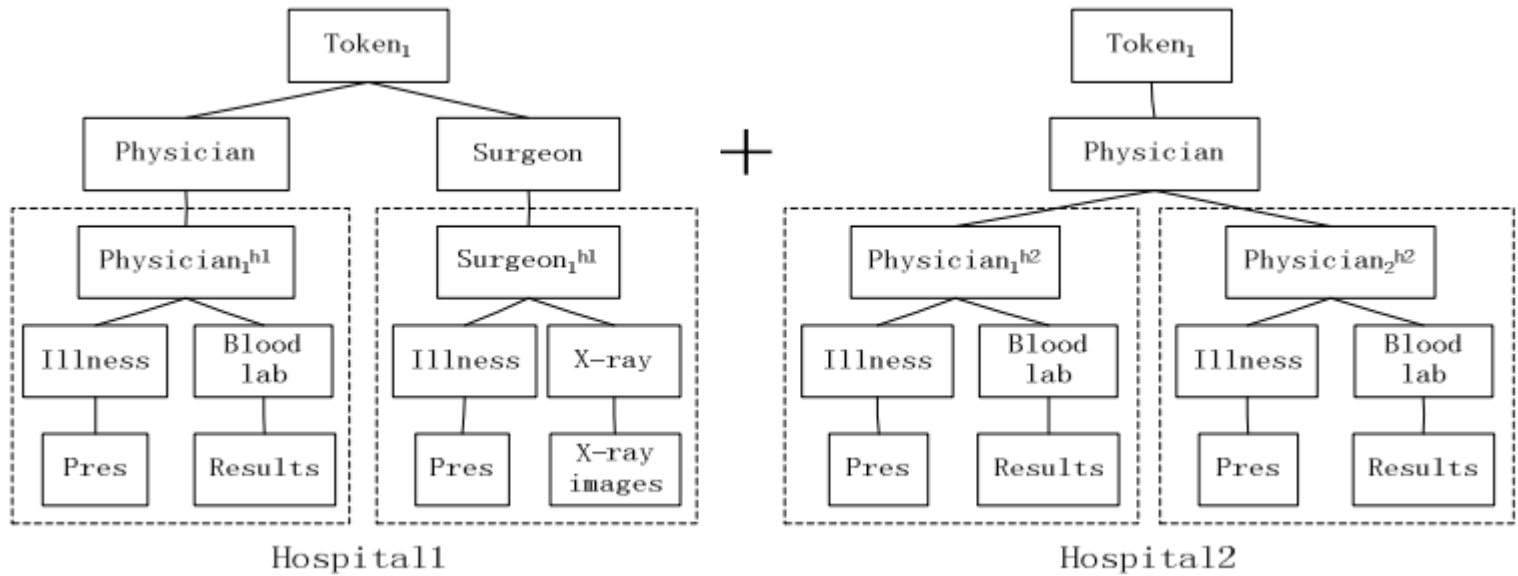 Token₁
Token₁
Physician
Surgeon
+
Physician
Physician₁ʰ¹
Surgeon₁ʰ¹
Physician₁ʰ²
Physician₂ʰ²
Illness
Blood
lab
Illness
X-ray
Illness
Blood
lab
Illness
Blood
lab
Pres
Results
Pres
X-ray
images
Pres
Results
Pres
Results
Hospital1
Hospital2